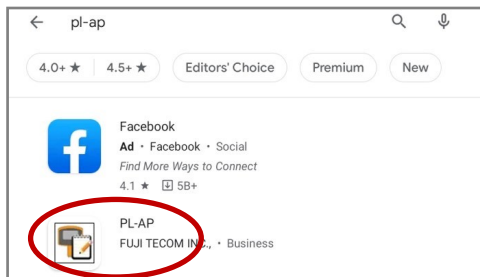 pl-ap
4.0+ ★ 4.5+ ★ Editors' Choice Premium New
Facebook
Ad • Facebook • Social
Find More Ways to Connect
4.1 ★ 5B+
PL-AP
FUJI TECOM INC., • Business